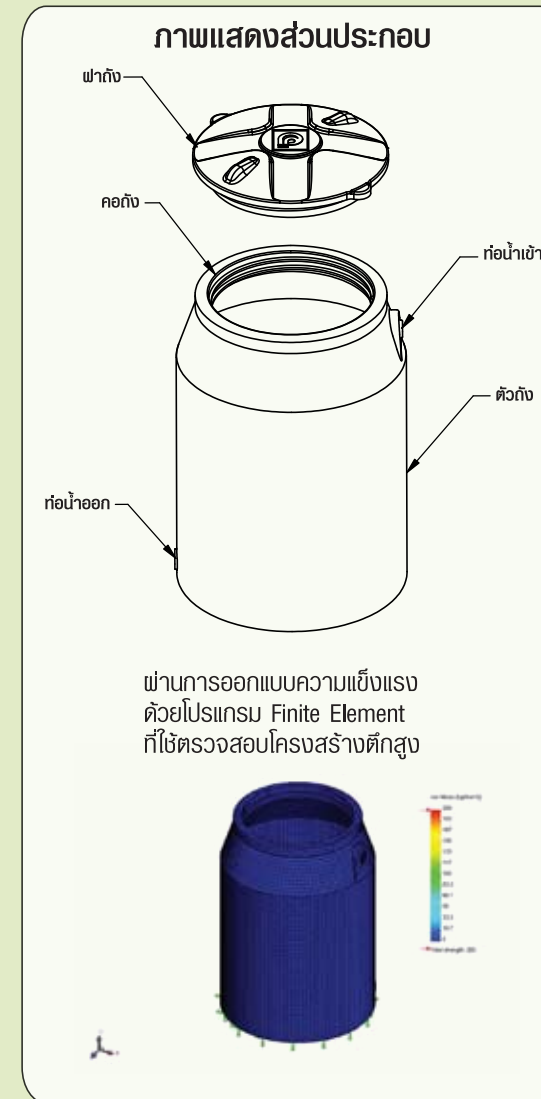 ภาพแสดงส่วนประกอบ
ฝาถัง
คอถัง
ท่อน้ำเข้า
ตัวถัง
ท่อน้ำออก
ผ่านการออกแบบความแข็งแรง
ด้วยโปรแกรม Finite Element
ที่ใช้ตรวจสอบโครงสร้างตึกสูง